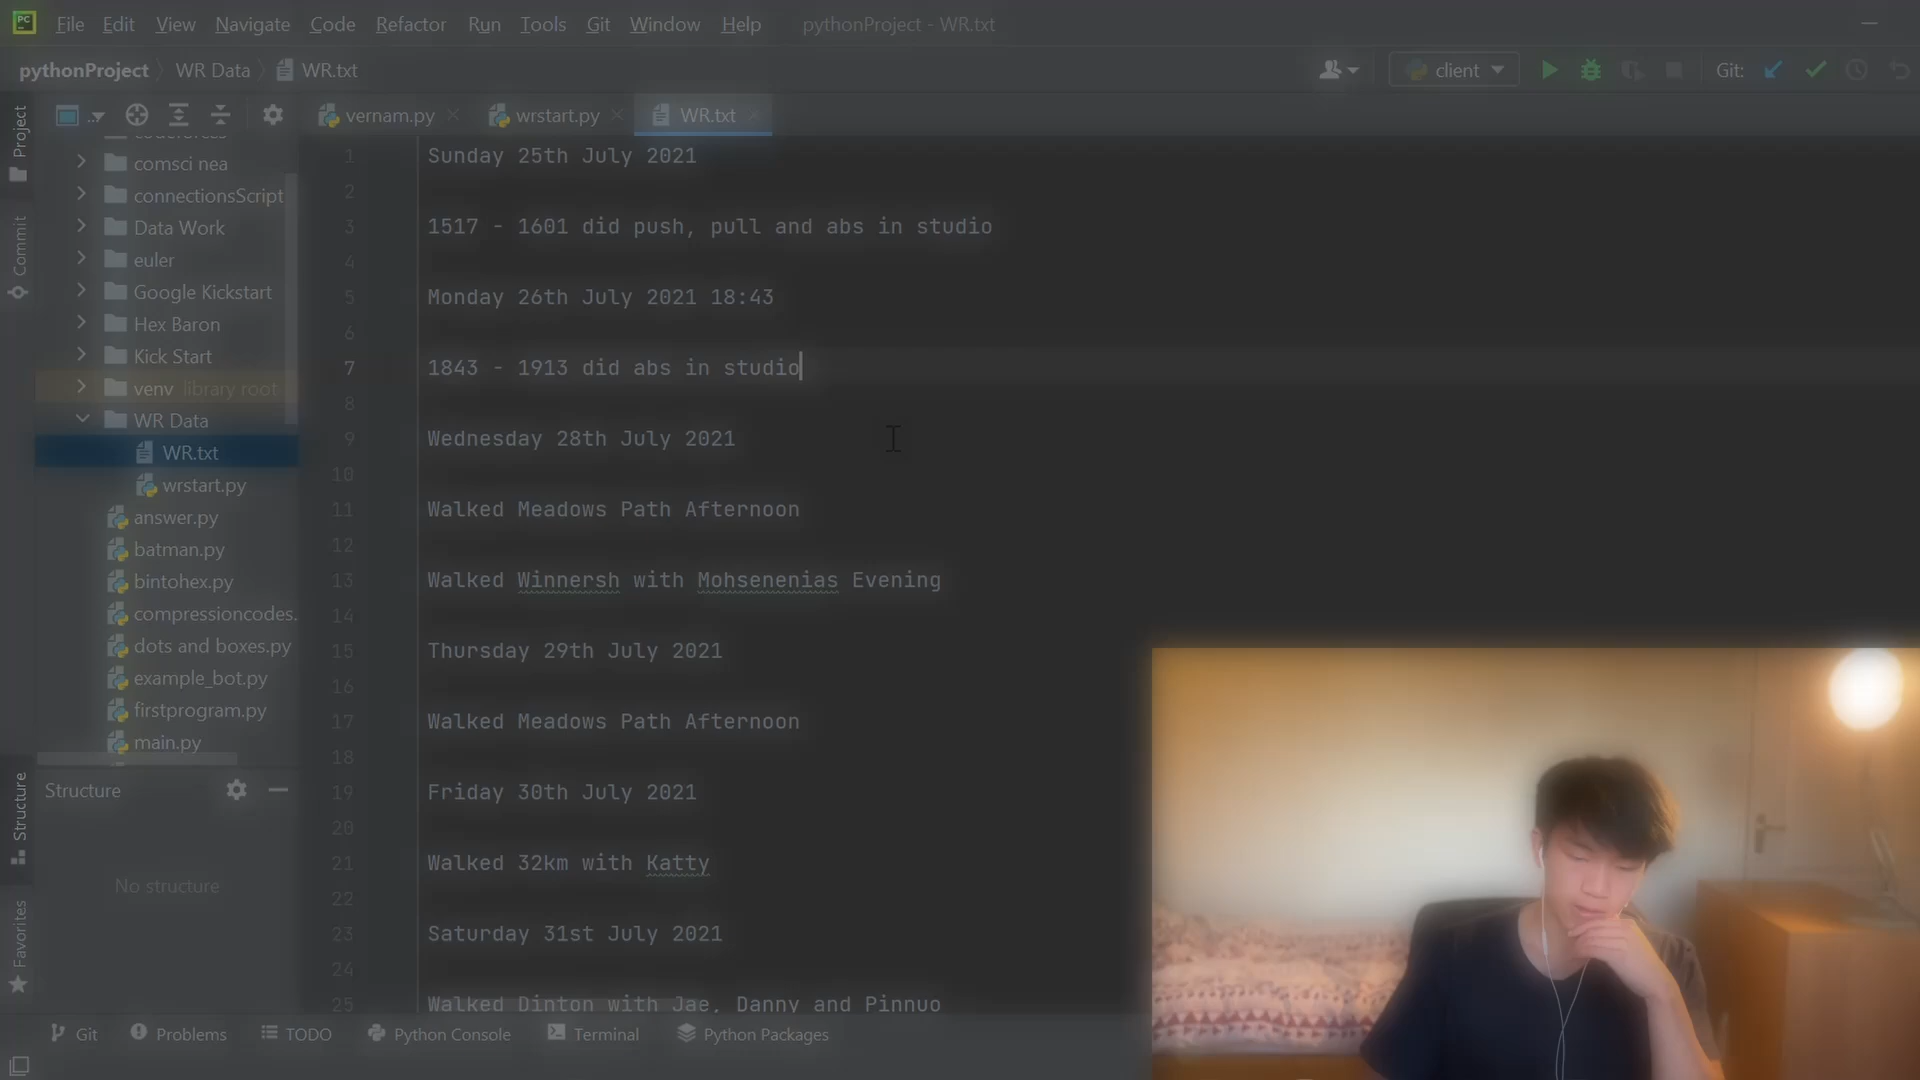 PC
File Edit View Navigate Code Refactor Run Tools Git Window Help pythonProject - WR.txt
pythonProject WR Data WR.txt client Git:
Project
Commit
Structure
Favorites
vernam.py wrstart.py WR.txt
comsci nea
connectionsScript
Data Work
euler
Google Kickstart
Hex Baron
Kick Start
venv library root
WR Data
WR.txt
wrstart.py
answer.py
batman.py
bintohex.py
compressioncodes.
dots and boxes.py
example_bot.py
firstprogram.py
main.py
Structure
No structure
1 Sunday 25th July 2021
2
3 1517 - 1601 did push, pull and abs in studio
4
5 Monday 26th July 2021 18:43
6
7 1843 - 1913 did abs in studio
8
9 Wednesday 28th July 2021
10
11 Walked Meadows Path Afternoon
12
13 Walked Winnersh with Mohsenenias Evening
14
15 Thursday 29th July 2021
16
17 Walked Meadows Path Afternoon
18
19 Friday 30th July 2021
20
21 Walked 32km with Katty
22
23 Saturday 31st July 2021
24
25 Walked Dinton with Jae, Danny and Pinnuo
Git Problems TODO Python Console Terminal Python Packages